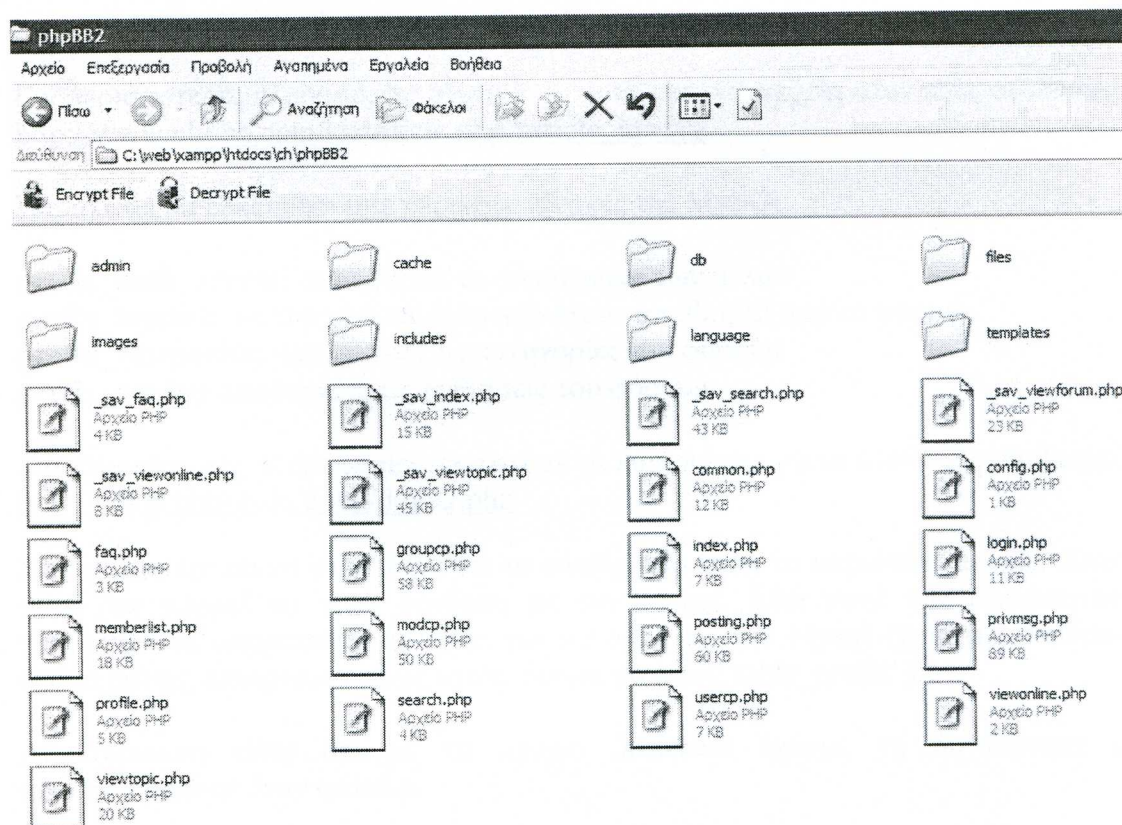 phpBB2
Αρχείο Επεξεργασία Προβολή Αγαπημένα Εργαλεία Βοήθεια
Πίσω Αναζήτηση Φάκελοι
Διεύθυνση C:\web\xampp\htdocs\ch\phpBB2
Encrypt File Decrypt File
admin cache db files
images includes language templates
_sav_faq.php _sav_index.php _sav_search.php _sav_viewforum.php
Αρχείο PHP Αρχείο PHP Αρχείο PHP Αρχείο PHP
4 KB 15 KB 43 KB 23 KB
_sav_viewonline.php _sav_viewtopic.php common.php config.php
Αρχείο PHP Αρχείο PHP Αρχείο PHP Αρχείο PHP
8 KB 45 KB 12 KB 1 KB
faq.php groupcp.php index.php login.php
Αρχείο PHP Αρχείο PHP Αρχείο PHP Αρχείο PHP
3 KB 58 KB 7 KB 11 KB
memberlist.php modcp.php posting.php privmsg.php
Αρχείο PHP Αρχείο PHP Αρχείο PHP Αρχείο PHP
18 KB 50 KB 60 KB 89 KB
profile.php search.php usercp.php viewonline.php
Αρχείο PHP Αρχείο PHP Αρχείο PHP Αρχείο PHP
5 KB 4 KB 7 KB 2 KB
viewtopic.php
Αρχείο PHP
20 KB